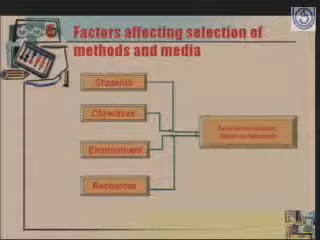 Factors affecting selection of
methods and media
Students
Objectives
Environment
Resources